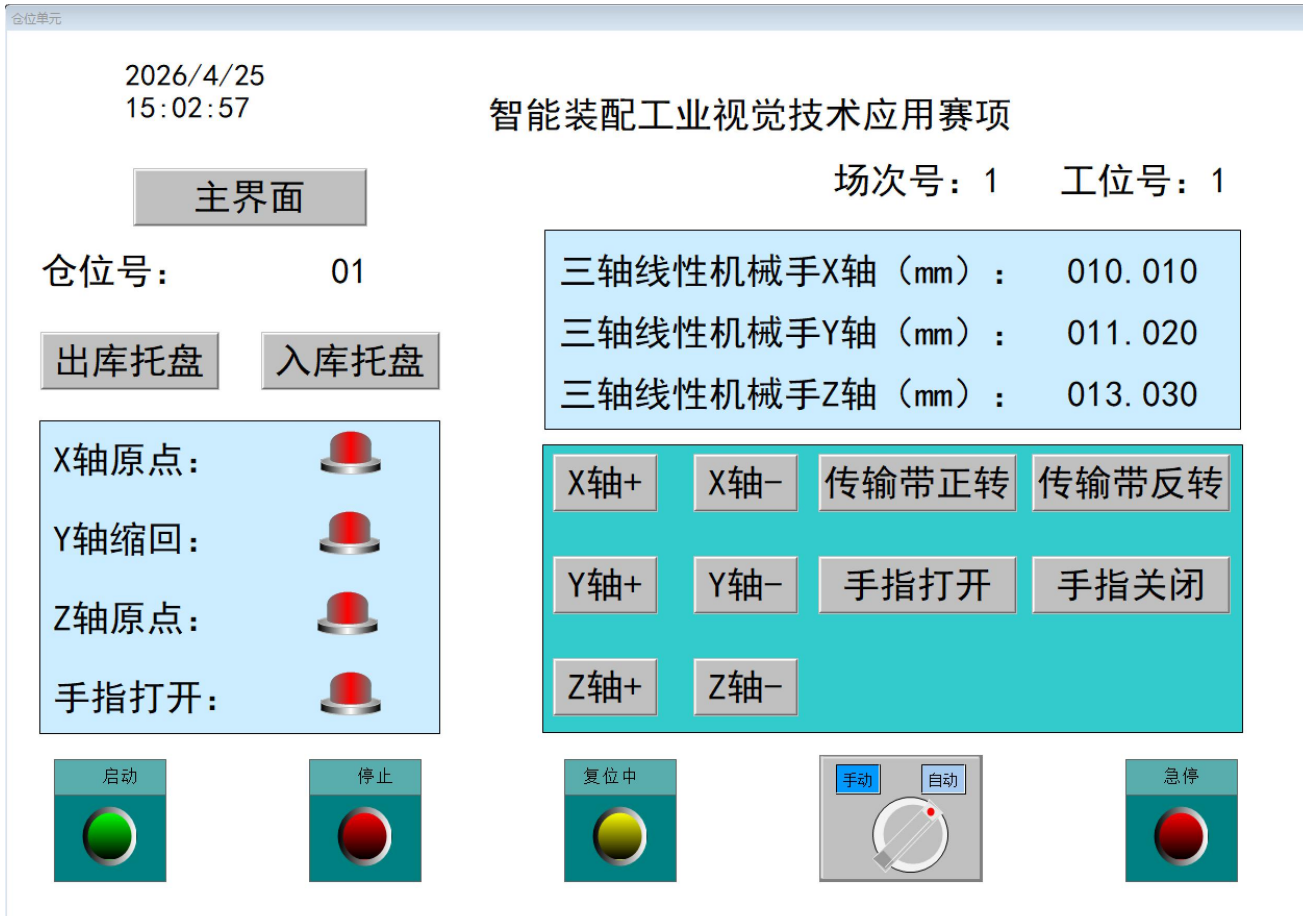 仓位单元
2026/4/25
15:02:57
智能装配工业视觉技术应用赛项
场次号：1 工位号：1
主界面
仓位号： 01
出库托盘 入库托盘
X轴原点：
Y轴缩回：
Z轴原点：
手指打开：
三轴线性机械手X轴（mm）： 010.010
三轴线性机械手Y轴（mm）： 011.020
三轴线性机械手Z轴（mm）： 013.030
X轴+ X轴- 传输带正转 传输带反转
Y轴+ Y轴- 手指打开 手指关闭
Z轴+ Z轴-
启动 停止 复位中 手动 自动 急停